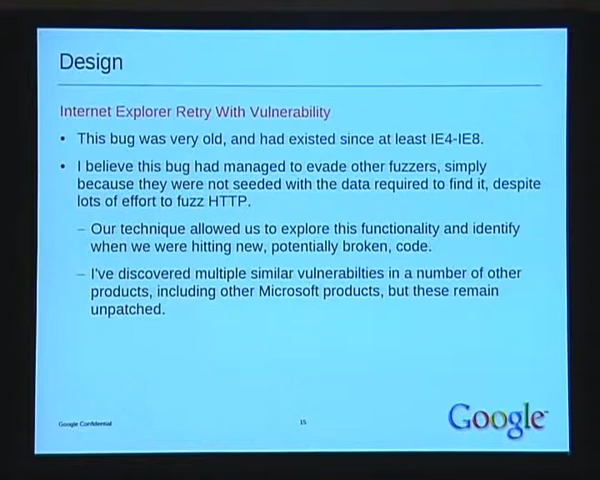 Design
Internet Explorer Retry With Vulnerability
• This bug was very old, and had existed since at least IE4-IE8.
• I believe this bug had managed to evade other fuzzers, simply
because they were not seeded with the data required to find it, despite
lots of effort to fuzz HTTP.
– Our technique allowed us to explore this functionality and identify
when we were hitting new, potentially broken, code.
– I've discovered multiple similar vulnerabilties in a number of other
products, including other Microsoft products, but these remain
unpatched.
Google Confidential
15
Google